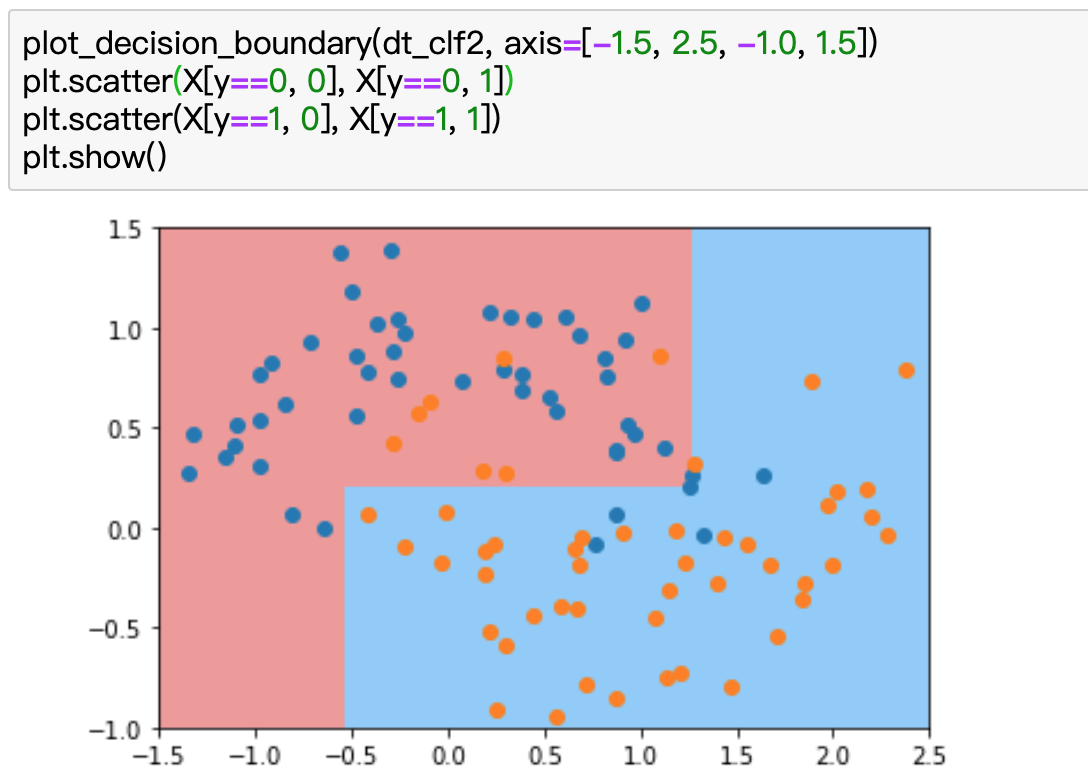 plot_decision_boundary(dt_clf2, axis=[-1.5, 2.5, -1.0, 1.5])
plt.scatter(X[y==0, 0], X[y==0, 1])
plt.scatter(X[y==1, 0], X[y==1, 1])
plt.show()
1.5
1.0
0.5
0.0
−0.5
−1.0
−1.5 −1.0 −0.5 0.0 0.5 1.0 1.5 2.0 2.5